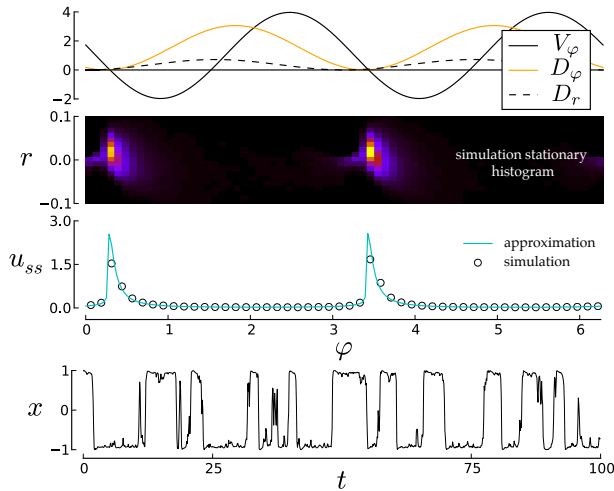 4
2
0
−2
V_φ
D_φ
D_r
0.1
r
0.0
−0.1
simulation stationary
histogram
3.0
u_ss
1.5
0.0
approximation
simulation
0 1 2 3 4 5 6
φ
1
x
0
−1
0 25 50 75 100
t